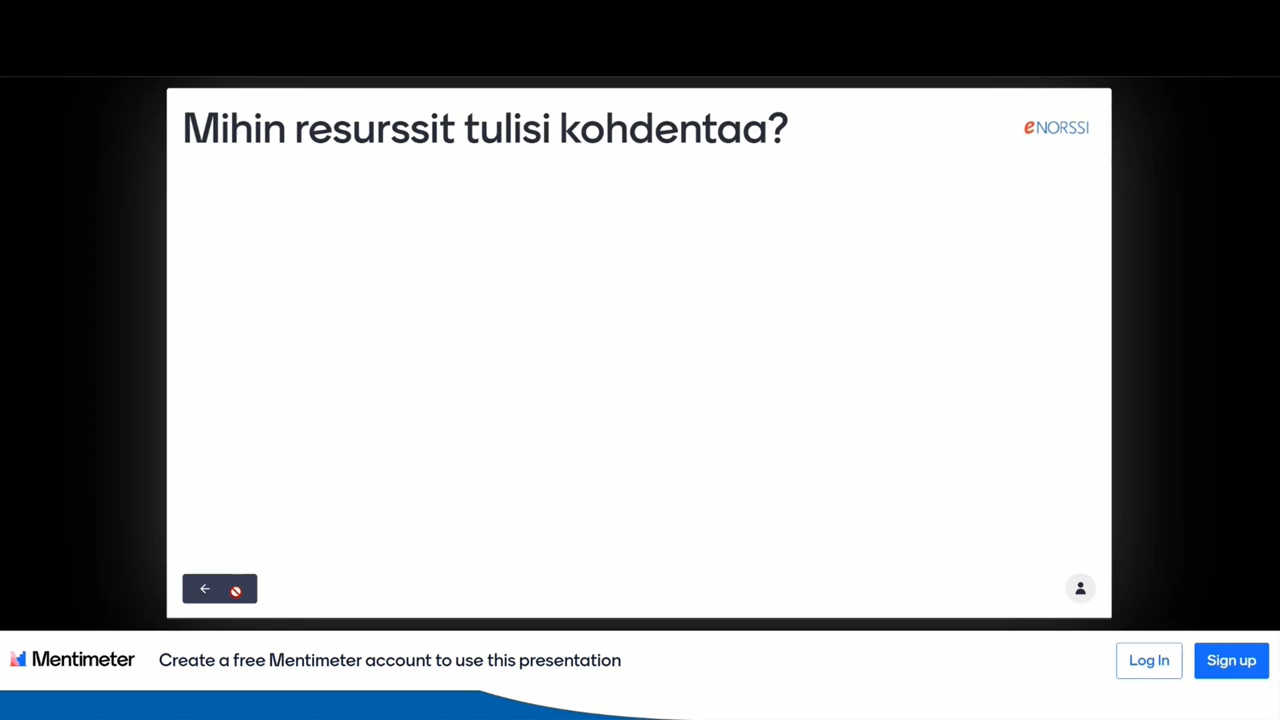 Mihin resurssit tulisi kohdentaa?
eNORSSI
Mentimeter
Create a free Mentimeter account to use this presentation
Log In
Sign up